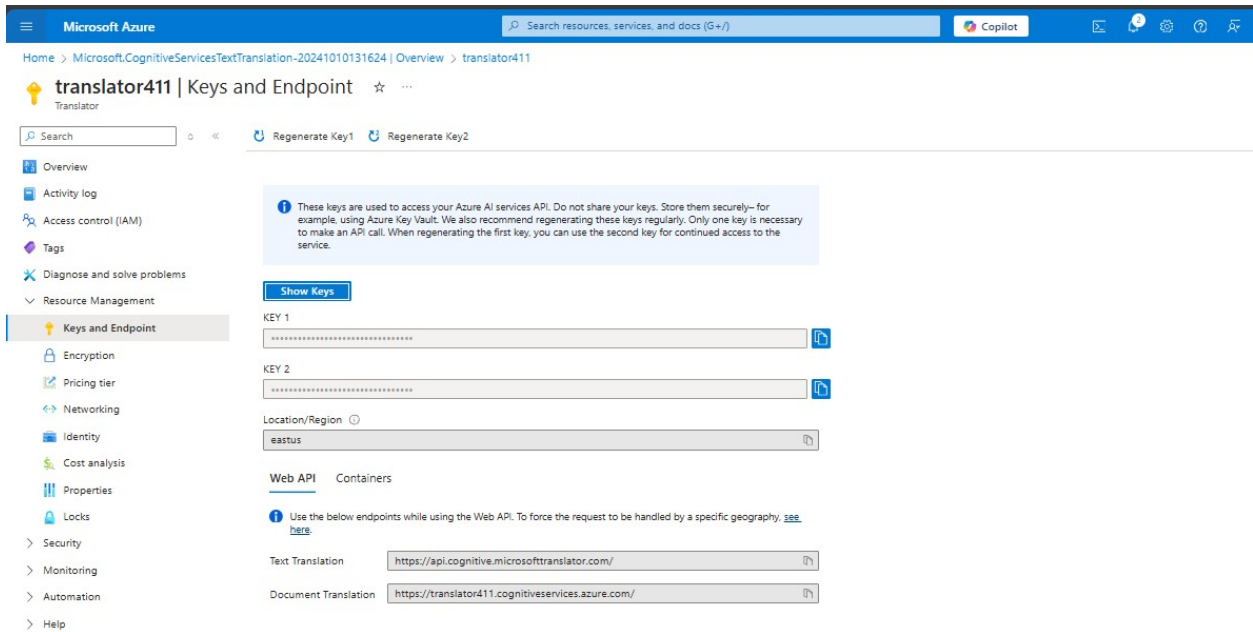 Microsoft Azure
Search resources, services, and docs (G+/)
Copilot
2
Home > Microsoft.CognitiveServicesTextTranslation-20241010131624 | Overview > translator411
translator411 | Keys and Endpoint
Translator
Search
Regenerate Key1
Regenerate Key2
Overview
Activity log
Access control (IAM)
Tags
Diagnose and solve problems
Resource Management
Keys and Endpoint
Encryption
Pricing tier
Networking
Identity
Cost analysis
Properties
Locks
Security
Monitoring
Automation
Help
These keys are used to access your Azure AI services API. Do not share your keys. Store them securely– for
example, using Azure Key Vault. We also recommend regenerating these keys regularly. Only one key is necessary
to make an API call. When regenerating the first key, you can use the second key for continued access to the
service.
Show Keys
KEY 1
KEY 2
Location/Region
eastus
Web API
Containers
Use the below endpoints while using the Web API. To force the request to be handled by a specific geography, see
here.
Text Translation
https://api.cognitive.microsofttranslator.com/
Document Translation
https://translator411.cognitiveservices.azure.com/